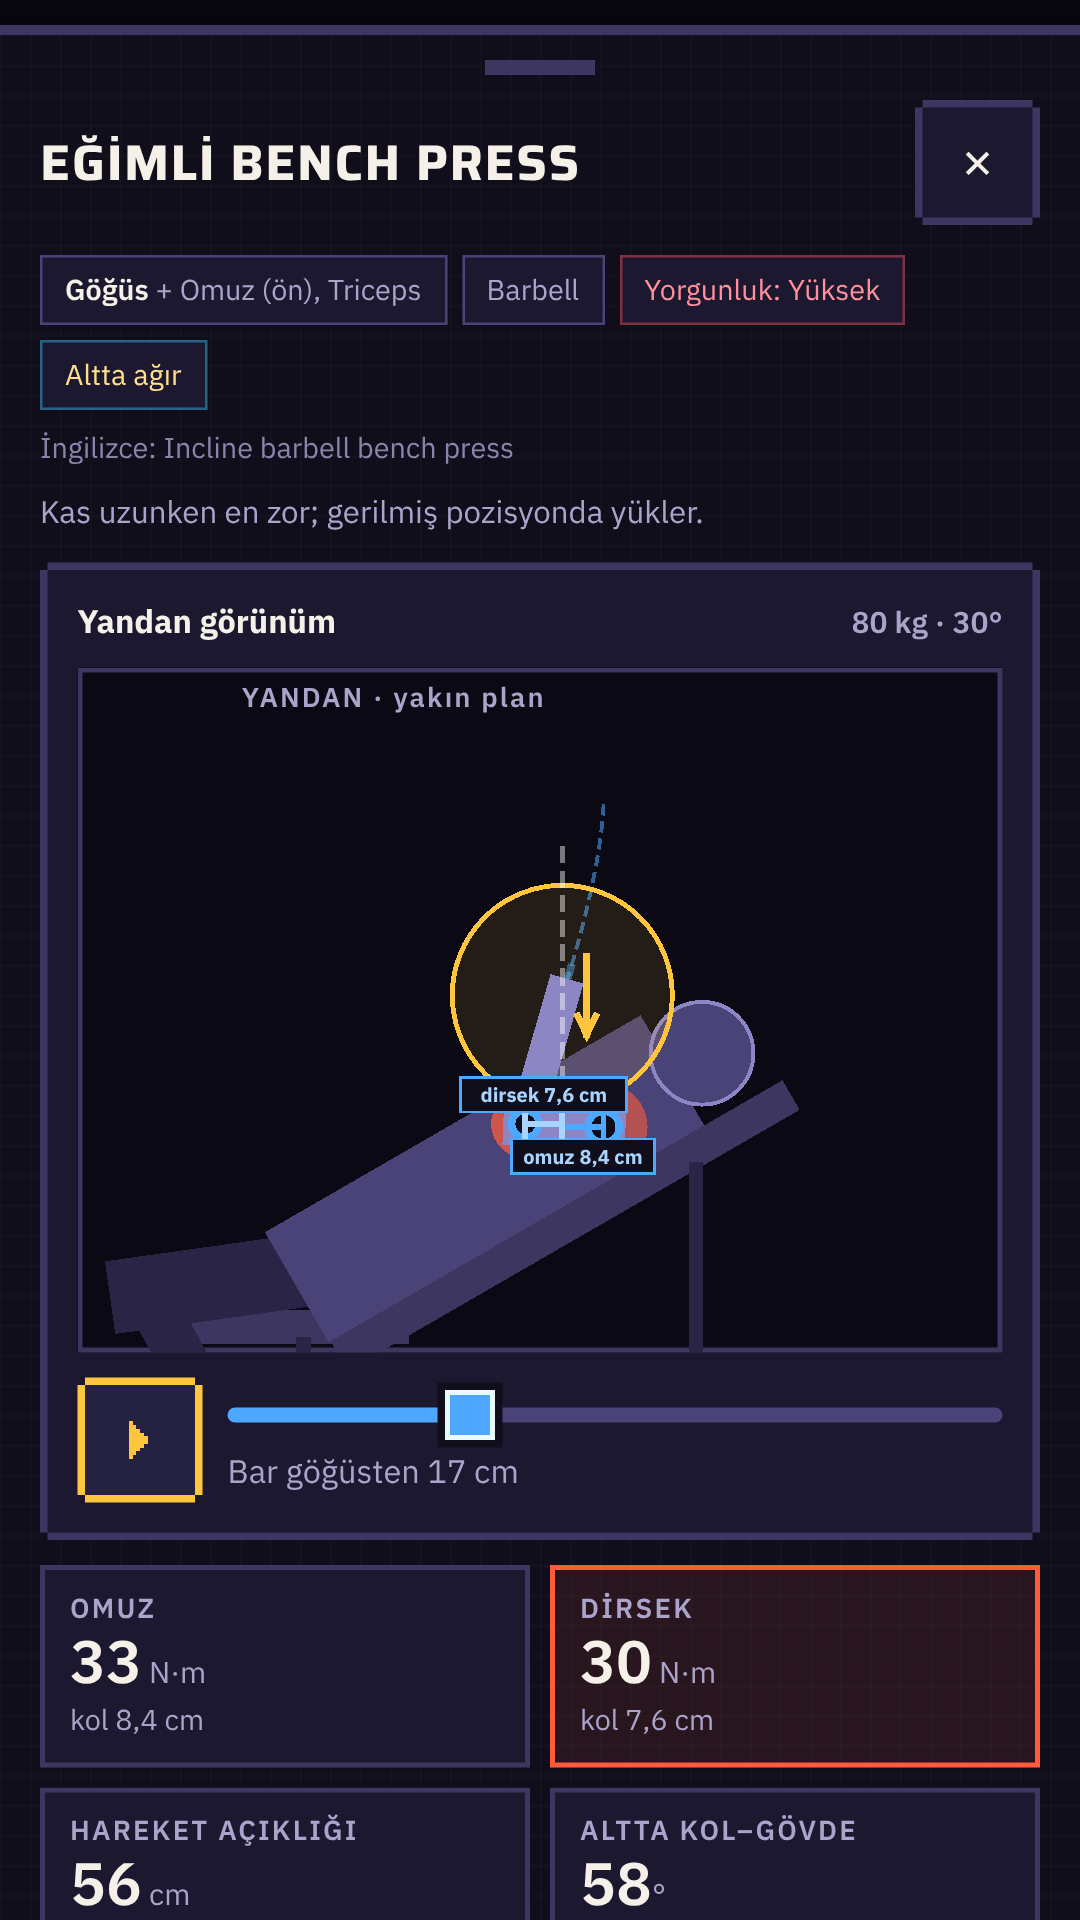 EĞİMLİ BENCH PRESS
×
Göğüs + Omuz (ön), Triceps
Barbell
Yorgunluk: Yüksek
Altta ağır
İngilizce: Incline barbell bench press
Kas uzunken en zor; gerilmiş pozisyonda yükler.
Yandan görünüm
80 kg · 30°
YANDAN · yakın plan
dirsek 7,6 cm
omuz 8,4 cm
Bar göğüsten 17 cm
OMUZ
33 N·m
kol 8,4 cm
DİRSEK
30 N·m
kol 7,6 cm
HAREKET AÇIKLIĞI
56 cm
ALTTA KOL–GÖVDE
58°